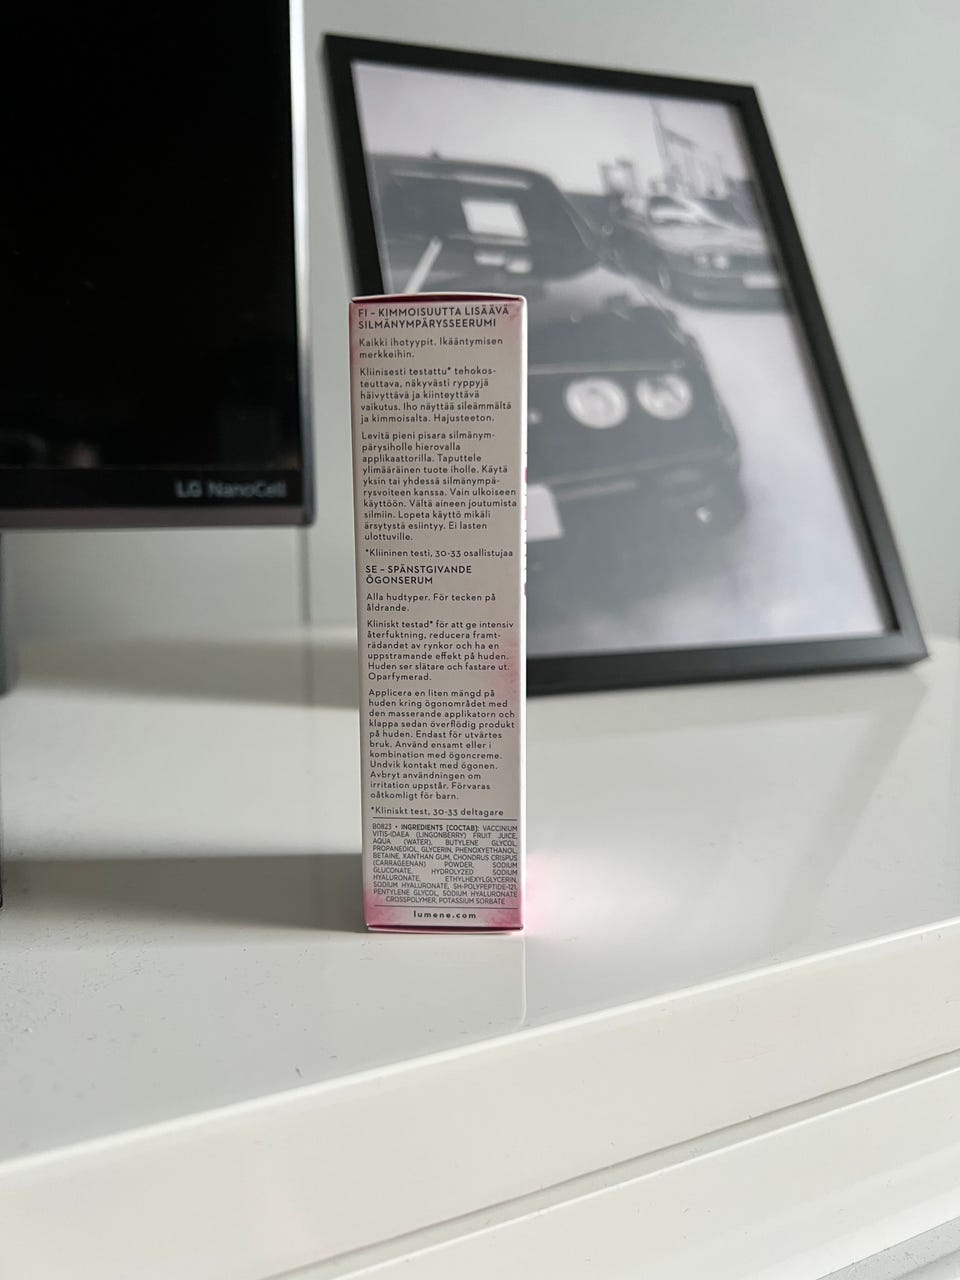 LG NanoCell
FI – KIMMOISUUTTA LISÄÄVÄ
SILMÄNYMPÄRYSSEERUMI
Kaikki ihotyypit. Ikääntymisen
merkkeihin.
Kliinisesti testattu* tehokos-
teuttava, näkyvästi ryppyjä
häivyttävä ja kiinteyttävä
vaikutus. Iho näyttää sileämmältä
ja kimmoisalta. Hajusteeton.
Levitä pieni pisara silmänym-
pärysiholle hierovalla
applikaattorilla. Taputtele
ylimääräinen tuote iholle. Käytä
yksin tai yhdessä silmänympä-
rysvoiteen kanssa. Vain ulkoiseen
käyttöön. Vältä aineen joutumista
silmiin. Lopeta käyttö mikäli
ärsytystä esiintyy. Ei lasten
ulottuville.
*Kliininen testi, 30-33 osallistujaa
SE – SPÄNSTGIVANDE
ÖGONSERUM
Alla hudtyper. För tecken på
åldrande.
Kliniskt testad* för att ge intensiv
återfuktning, reducera framt-
rädandet av rynkor och ha en
uppstramande effekt på huden.
Huden ser slätare och fastare ut.
Oparfymerad.
Applicera en liten mängd på
huden kring ögonområdet med
den masserande applikatorn och
klappa sedan överflödig produkt
på huden. Endast för utvärtes
bruk. Använd ensamt eller i
kombination med ögoncreme.
Undvik kontakt med ögonen.
Avbryt användningen om
irritation uppstår. Förvaras
oåtkomligt för barn.
*Kliniskt test, 30-33 deltagare
B0823 • INGREDIENTS [СОСТАВ]: VACCINIUM
VITIS-IDAEA (LINGONBERRY) FRUIT JUICE,
AQUA (WATER), BUTYLENE GLYCOL,
PROPANEDIOL, GLYCERIN, PHENOXYETHANOL,
BETAINE, XANTHAN GUM, CHONDRUS CRISPUS
(CARRAGEENAN) POWDER, SODIUM
GLUCONATE, HYDROLYZED SODIUM
HYALURONATE, ETHYLHEXYLGLYCERIN,
SODIUM HYALURONATE, SH-POLYPEPTIDE-121,
PENTYLENE GLYCOL, SODIUM HYALURONATE
CROSSPOLYMER, POTASSIUM SORBATE
lumene.com